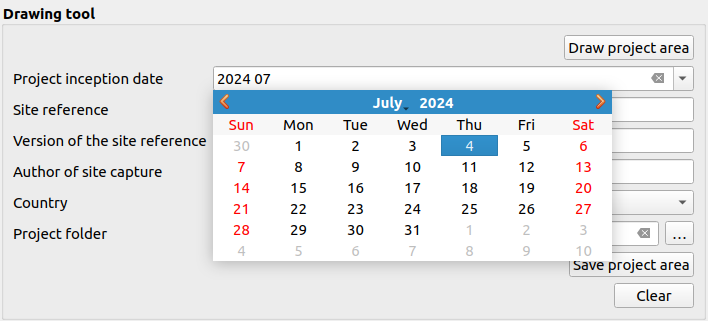 Drawing tool
Draw project area
Project inception date 2024 07
July 2024
Site reference
Sun Mon Tue Wed Thu Fri Sat
Version of the site reference
30 1 2 3 4 5 6
7 8 9 10 11 12 13
Author of site capture
14 15 16 17 18 19 20
Country
21 22 23 24 25 26 27
Project folder
28 29 30 31 1 2 3
...
4 5 6 7 8 9 10
Save project area
Clear